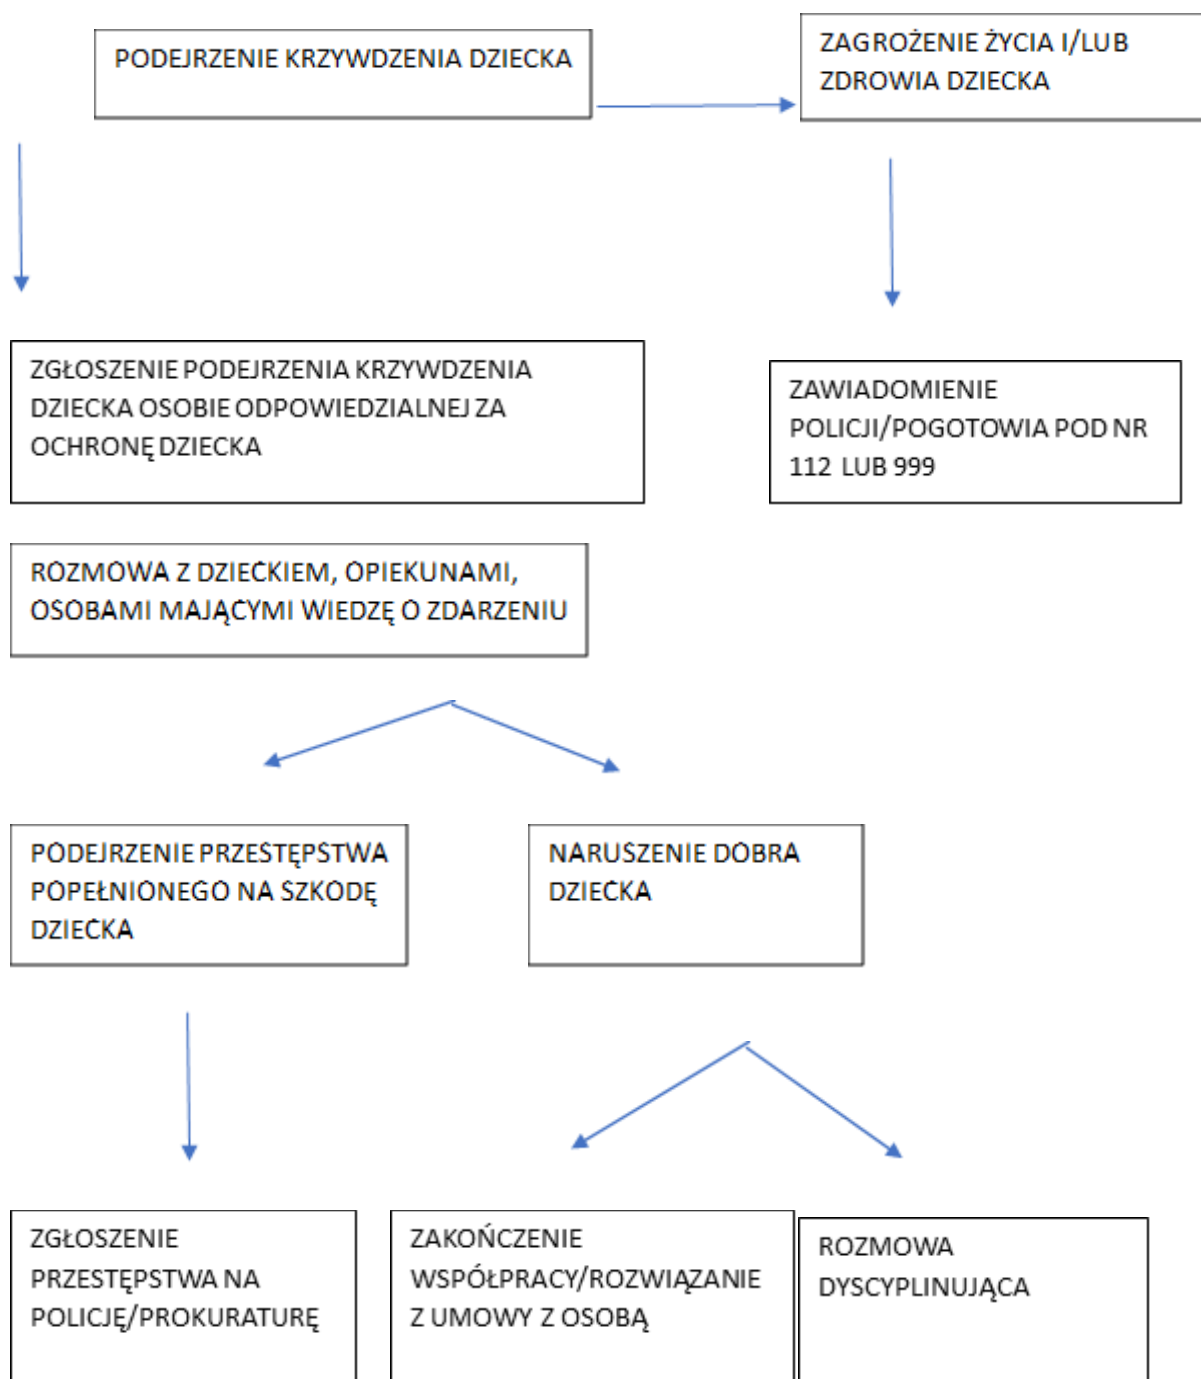 PODEJRZENIE KRZYWDZENIA DZIECKA
ZAGROŻENIE ŻYCIA I/LUB
ZDROWIA DZIECKA
ZGŁOSZENIE PODEJRZENIA KRZYWDZENIA
DZIECKA OSOBIE ODPOWIEDZIALNEJ ZA
OCHRONĘ DZIECKA
ZAWIADOMIENIE
POLICJI/POGOTOWIA POD NR
112 LUB 999
ROZMOWA Z DZIECKIEM, OPIEKUNAMI,
OSOBAMI MAJĄCYMI WIEDZĘ O ZDARZENIU
PODEJRZENIE PRZESTĘPSTWA
POPEŁNIONEGO NA SZKODĘ
DZIECKA
NARUSZENIE DOBRA
DZIECKA
ZGŁOSZENIE
PRZESTĘPSTWA NA
POLICJĘ/PROKURATURĘ
ZAKOŃCZENIE
WSPÓŁPRACY/ROZWIĄZANIE
Z UMOWY Z OSOBĄ
ROZMOWA
DYSCYPLINUJĄCA